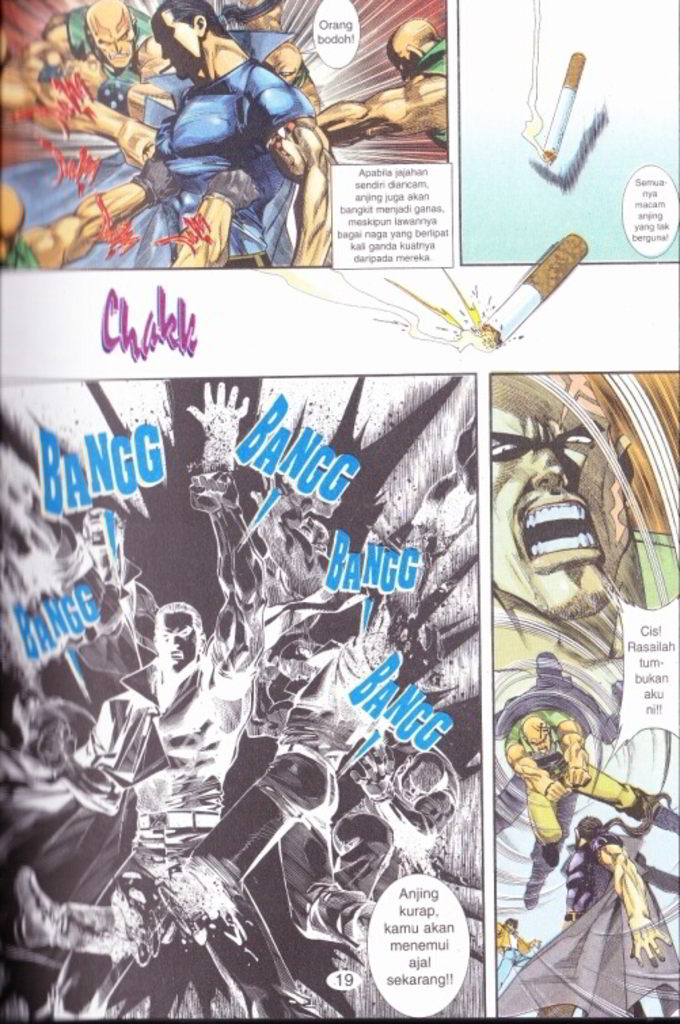 Orang
bodoh!
Apabila jajahan
sendiri diancam,
anjing juga akan
bangkit menjadi ganas,
meskipun lawannya
bagai naga yang berlipat
kali ganda kuatnya
daripada mereka.
Semua-
nya
macam
anjing
yang tak
berguna!
Chakk
BANGG
BANGG
BANGG
BANGG
BANGG
Cis!
Rasailah
tum-
bukan
aku
ni!!
Anjing
kurap,
kamu akan
menemui
ajal
sekarang!!
19